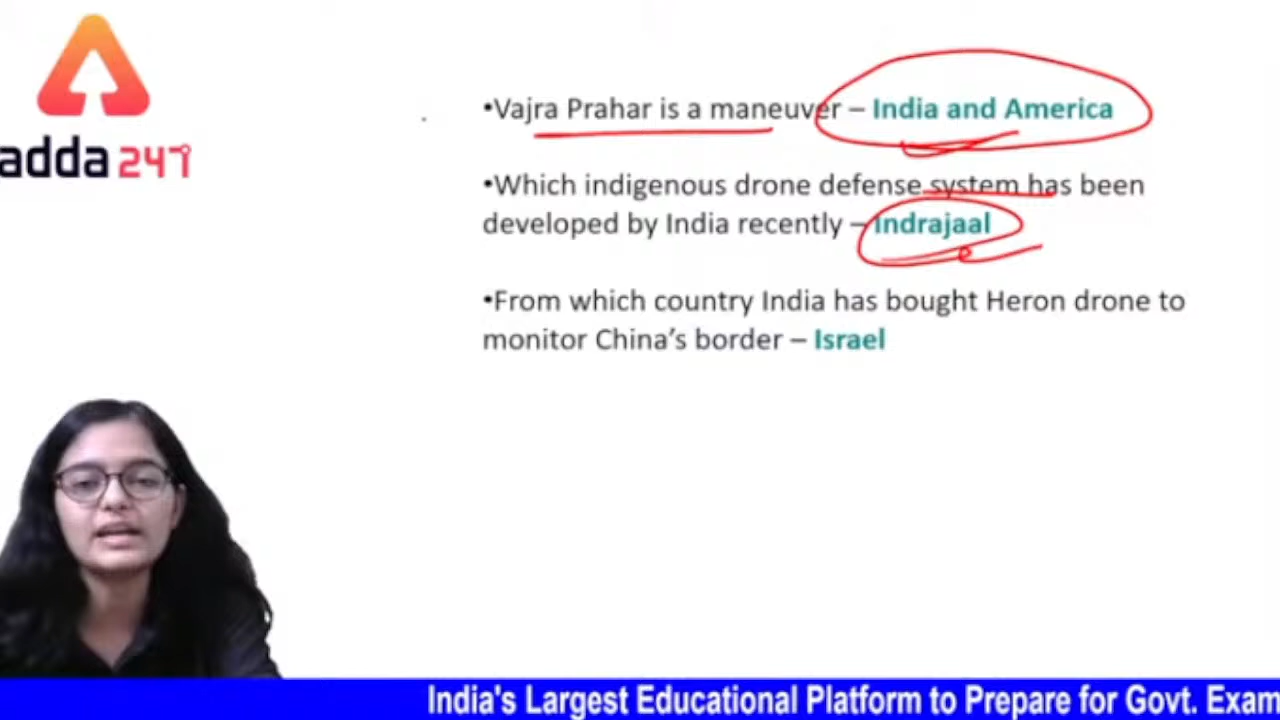 adda 247
•Vajra Prahar is a maneuver – India and America
•Which indigenous drone defense system has been
developed by India recently – Indrajaal
•From which country India has bought Heron drone to
monitor China's border – Israel
India's Largest Educational Platform to Prepare for Govt. Exam